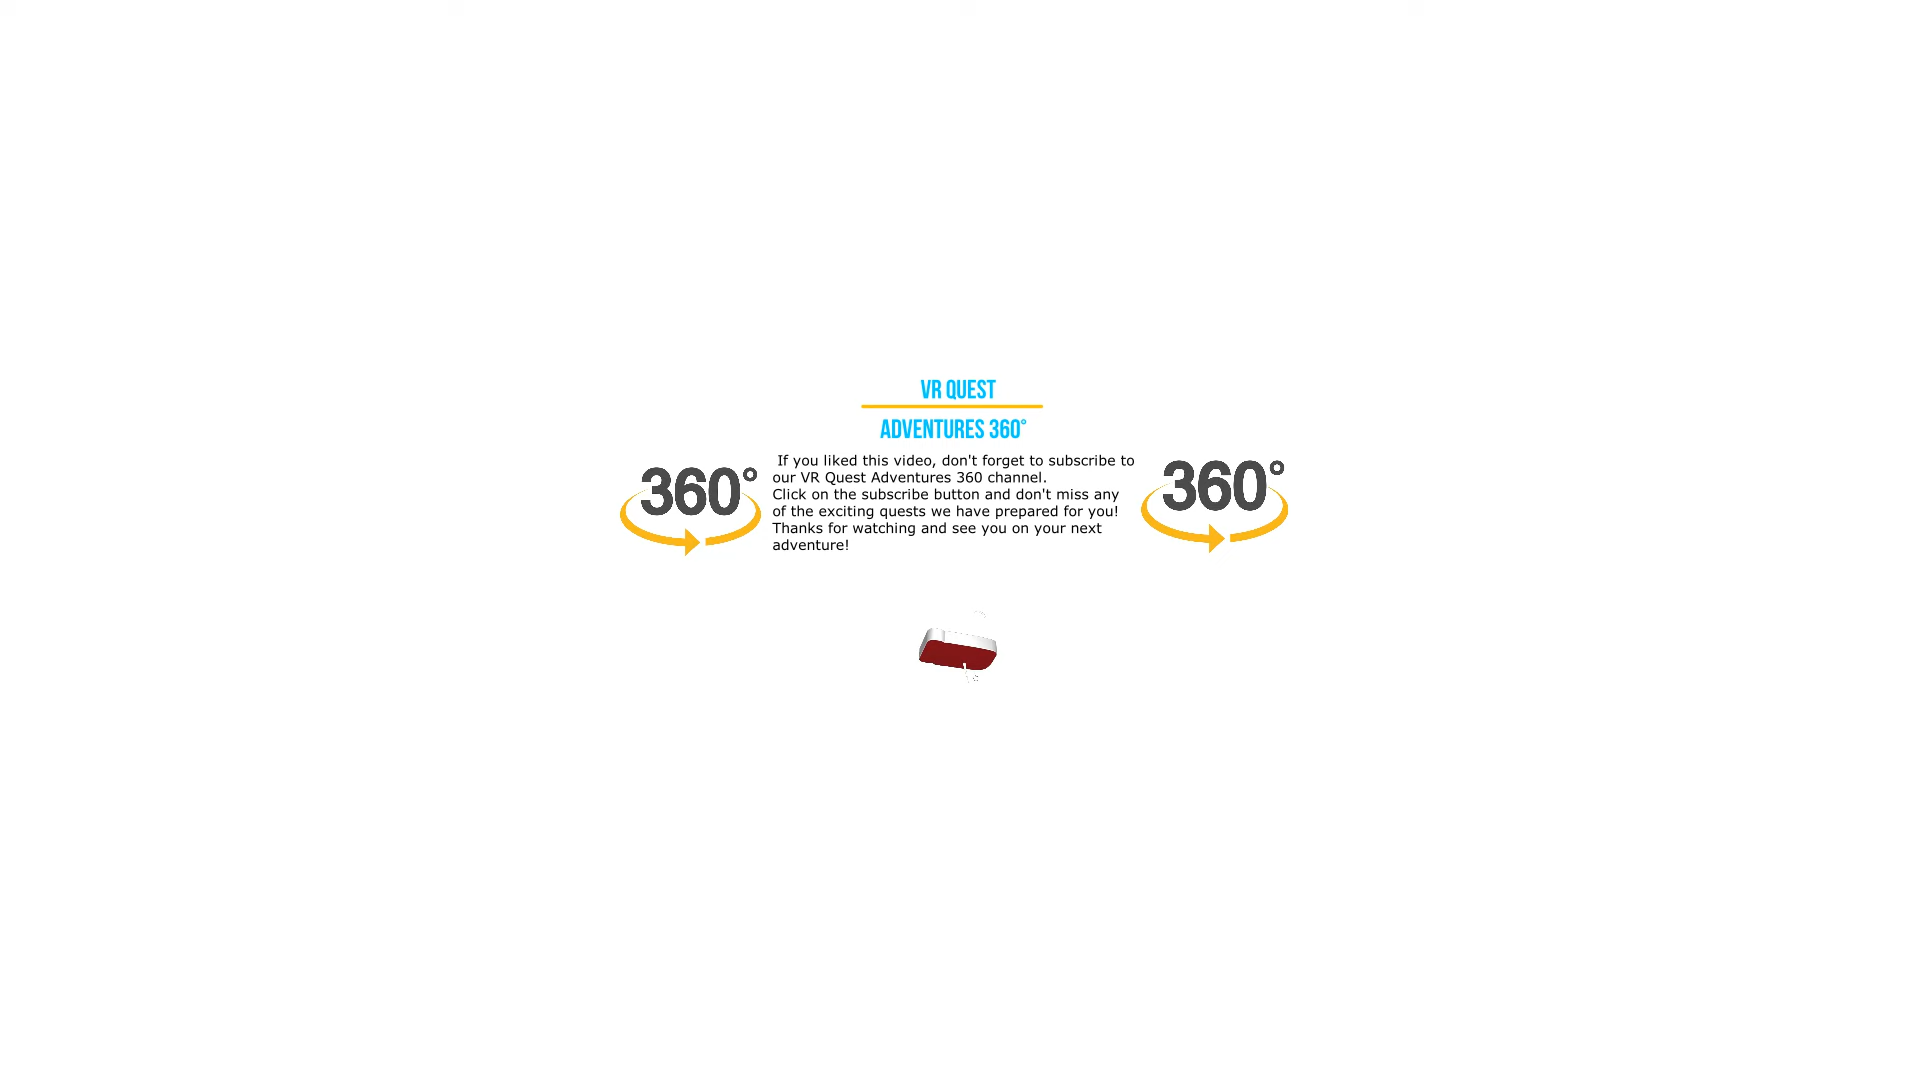 VR QUEST
ADVENTURES 360°
If you liked this video, don't forget to subscribe to
our VR Quest Adventures 360 channel.
Click on the subscribe button and don't miss any
of the exciting quests we have prepared for you!
Thanks for watching and see you on your next
adventure!
360°
360°